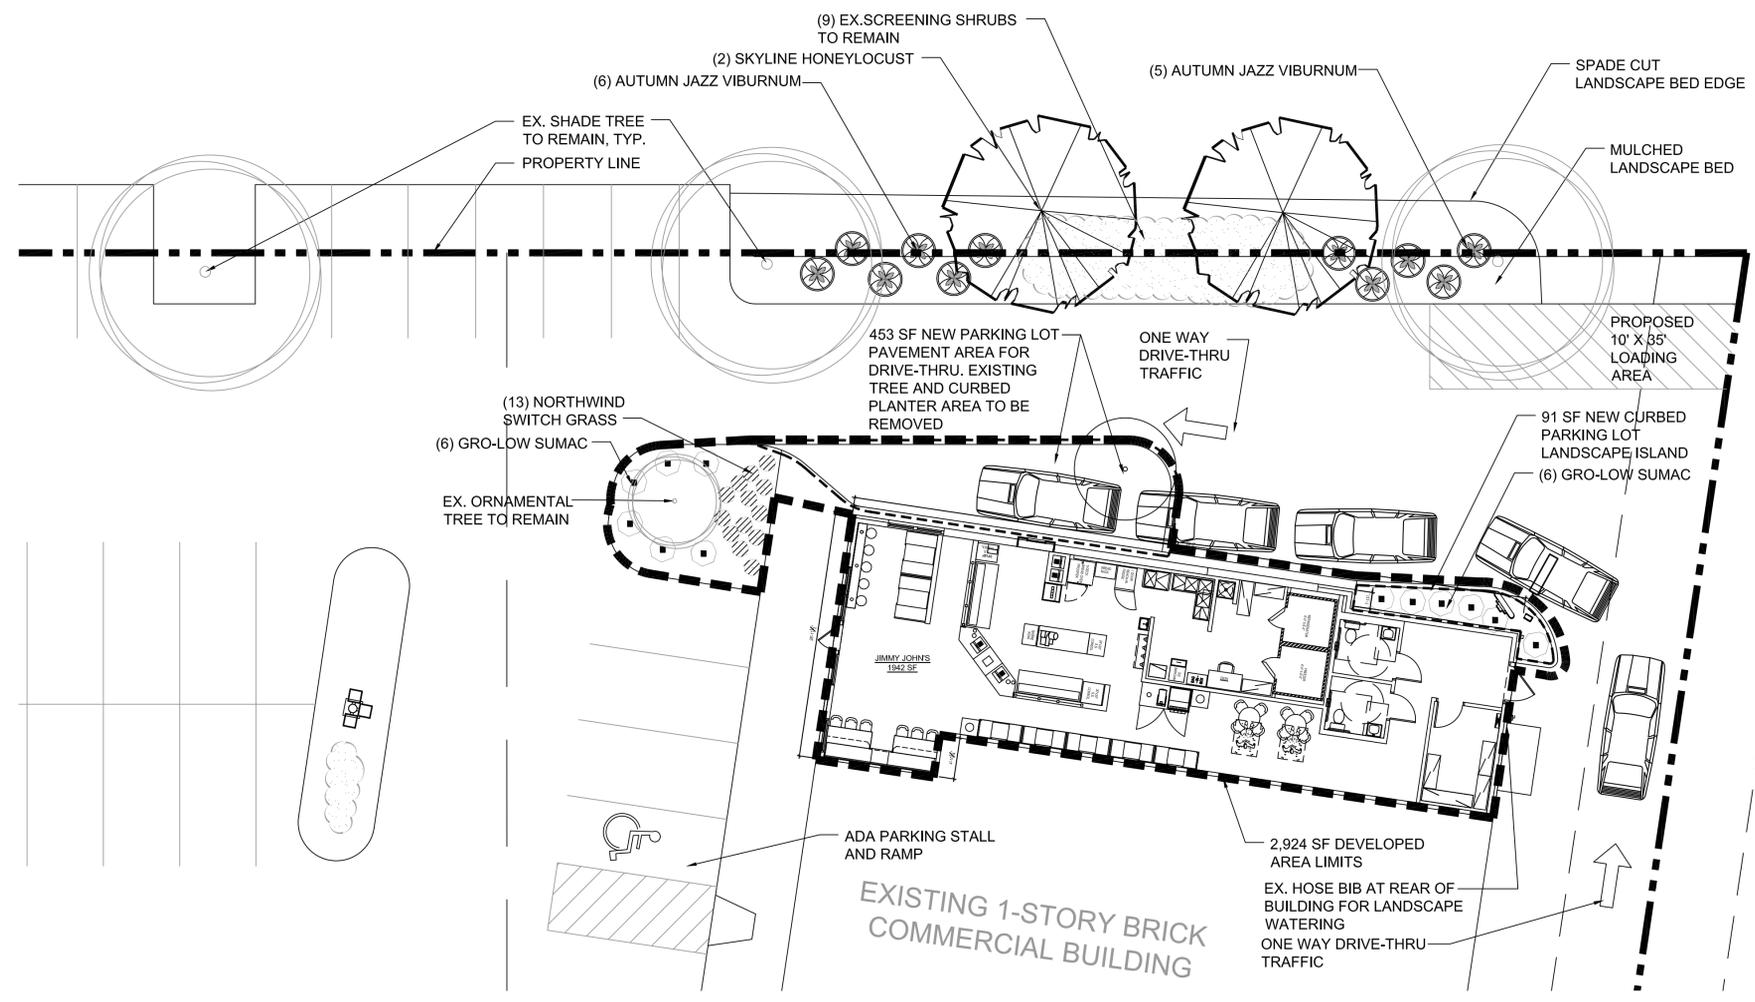 (9) EX.SCREENING SHRUBS
TO REMAIN
(2) SKYLINE HONEYLOCUST
(6) AUTUMN JAZZ VIBURNUM
(5) AUTUMN JAZZ VIBURNUM
SPADE CUT
LANDSCAPE BED EDGE
EX. SHADE TREE
TO REMAIN, TYP.
PROPERTY LINE
MULCHED
LANDSCAPE BED
453 SF NEW PARKING LOT
PAVEMENT AREA FOR
DRIVE-THRU. EXISTING
TREE AND CURBED
PLANTER AREA TO BE
REMOVED
ONE WAY
DRIVE-THRU
TRAFFIC
PROPOSED
10' X 35'
LOADING
AREA
(13) NORTHWIND
SWITCH GRASS
(6) GRO-LOW SUMAC
EX. ORNAMENTAL
TREE TO REMAIN
91 SF NEW CURBED
PARKING LOT
LANDSCAPE ISLAND
(6) GRO-LOW SUMAC
JIMMY JOHN'S
1942 SF
ADA PARKING STALL
AND RAMP
2,924 SF DEVELOPED
AREA LIMITS
EX. HOSE BIB AT REAR OF
BUILDING FOR LANDSCAPE
WATERING
ONE WAY DRIVE-THRU
TRAFFIC
EXISTING 1-STORY BRICK
COMMERCIAL BUILDING